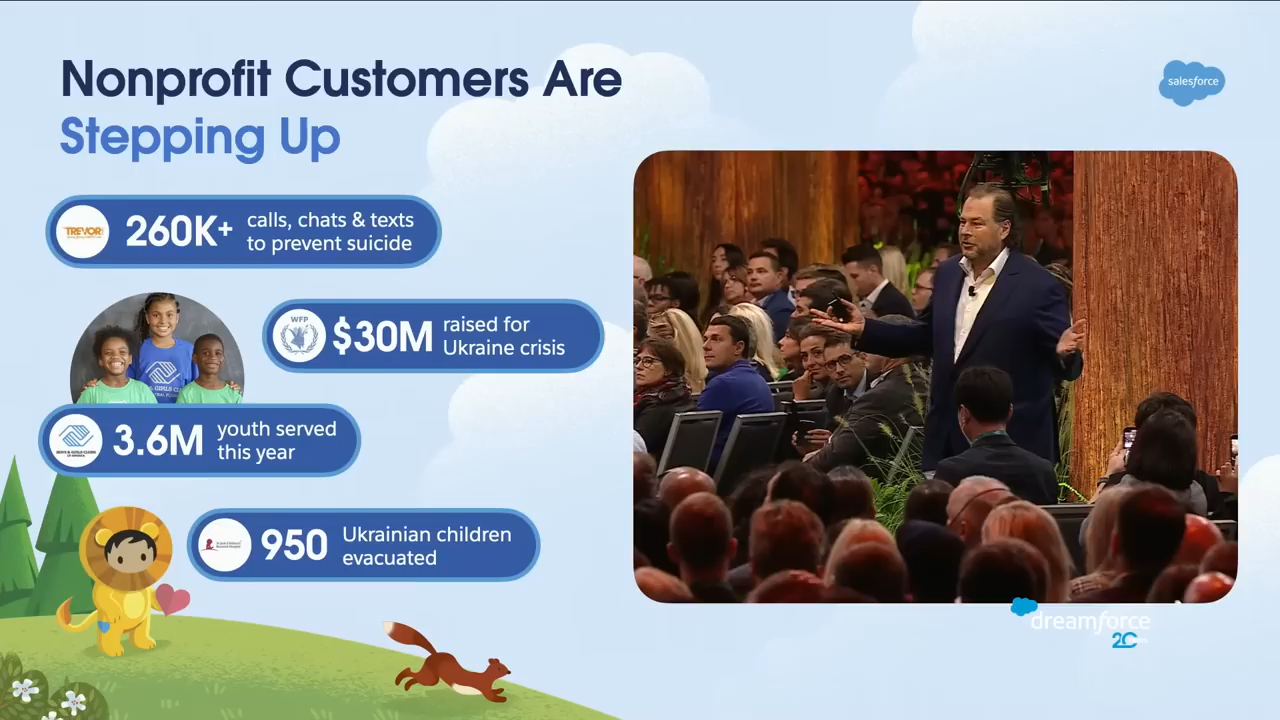 Nonprofit Customers Are
Stepping Up
salesforce
TREVOR
260K+
calls, chats & texts
to prevent suicide
WFP
$30M
raised for
Ukraine crisis
3.6M
youth served
this year
950
Ukrainian children
evacuated
dreamforce
20